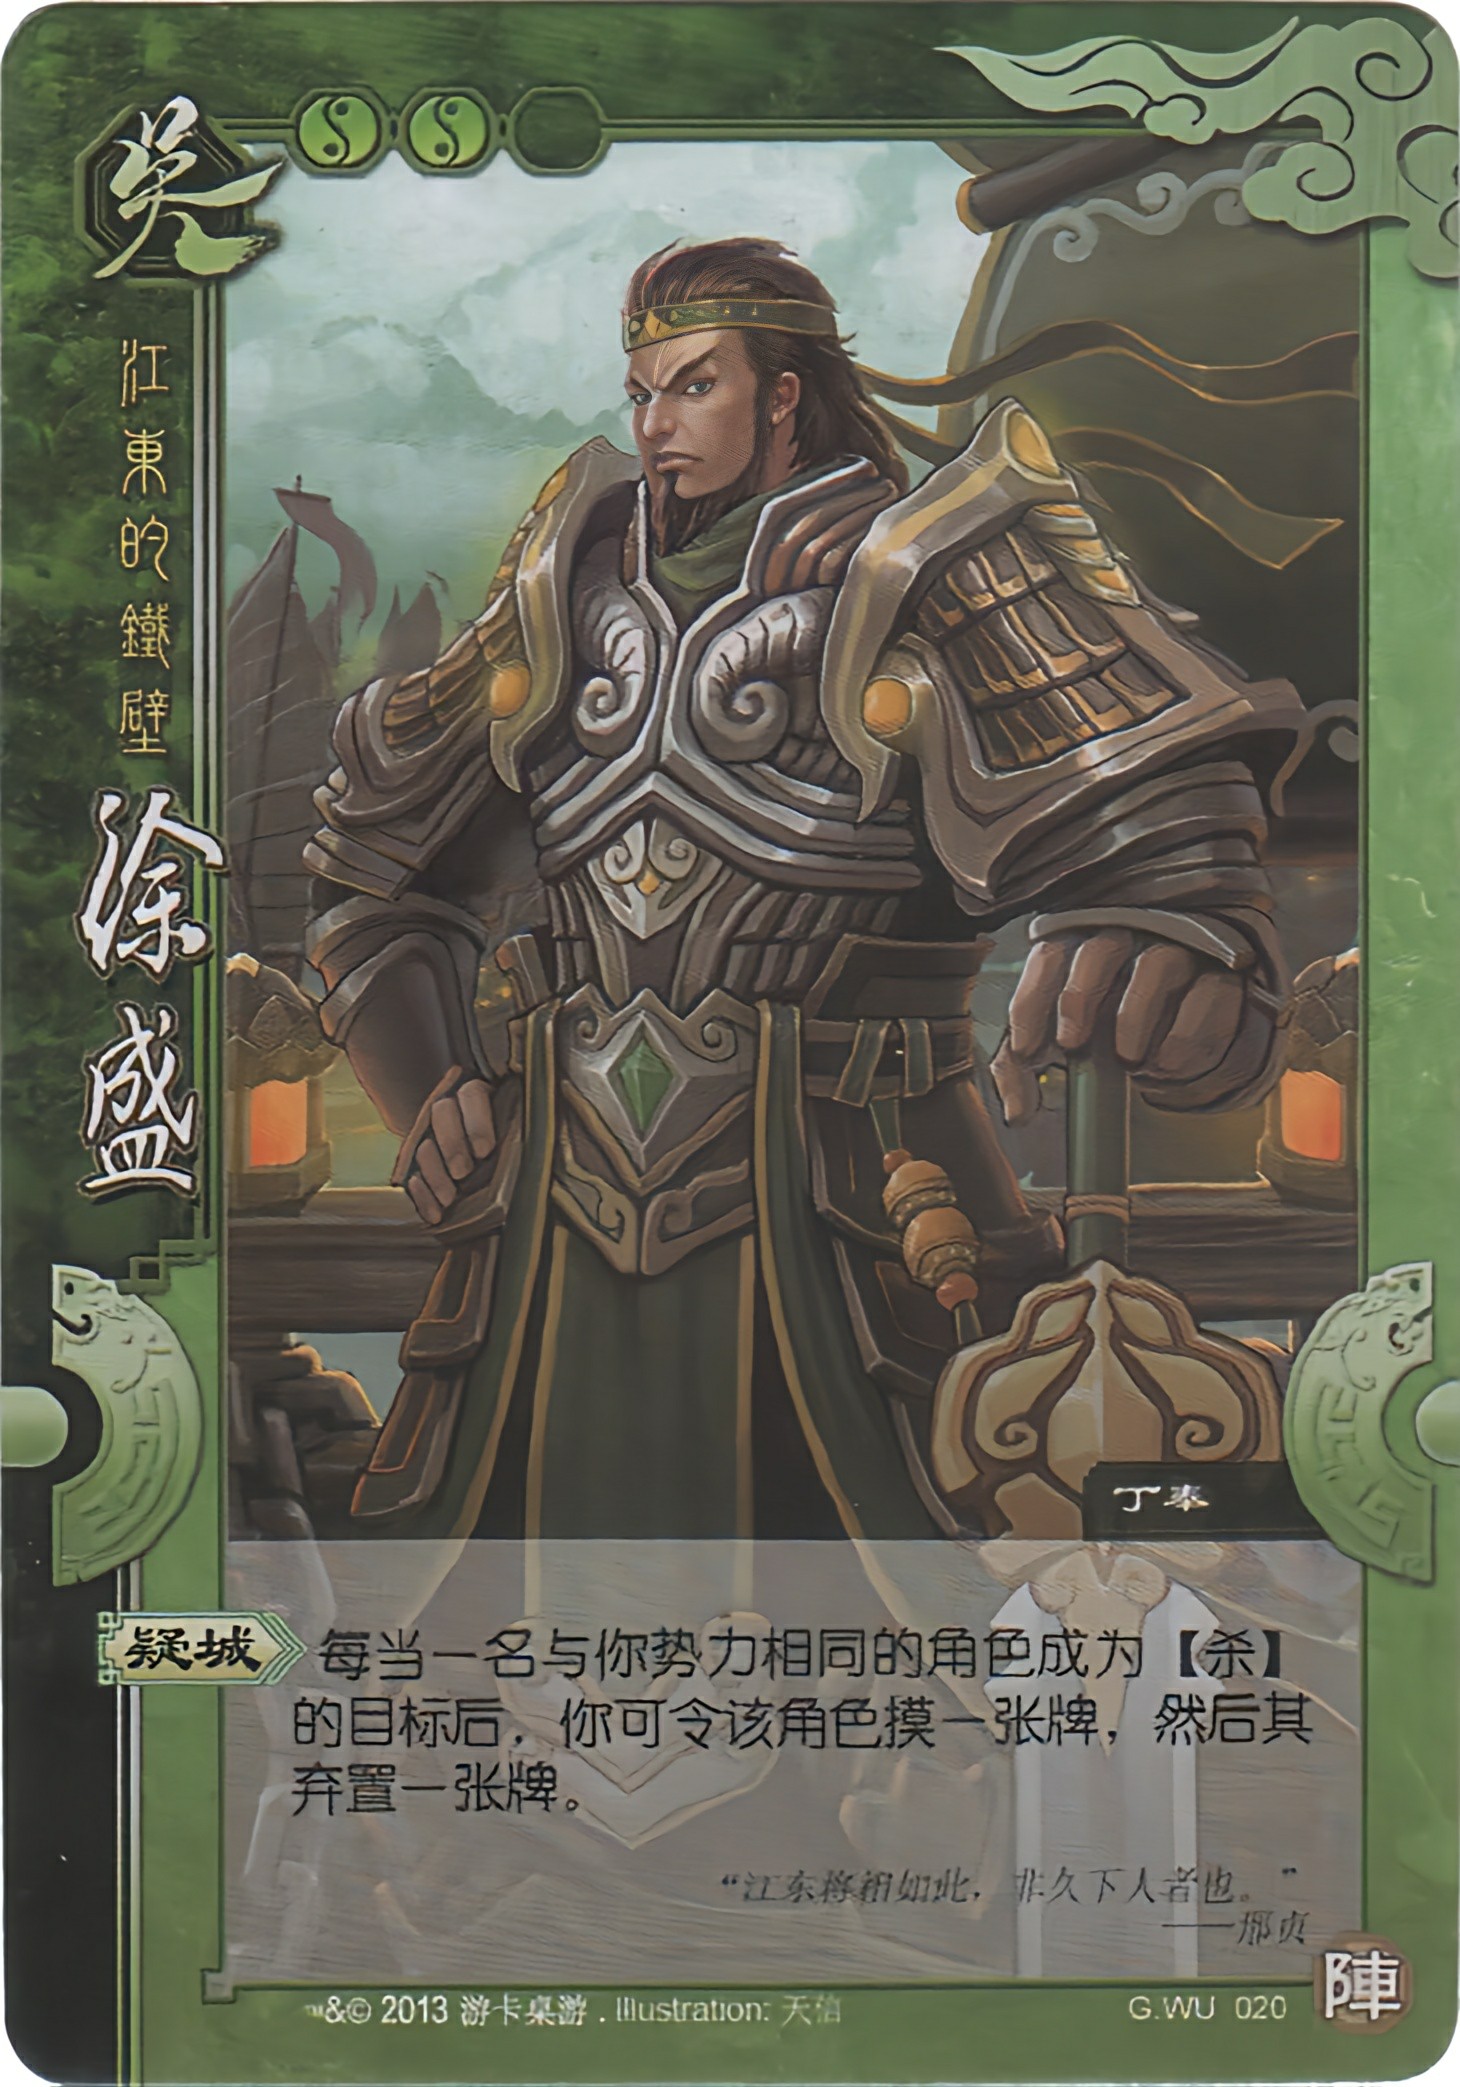 吴
江東的鐵壁
徐盛
丁奉
疑城
每当一名与你势力相同的角色成为【杀】
的目标后，你可令该角色摸一张牌，然后其
弃置一张牌。
“江东将相如此，非久下人者也。”
——邢贞
™&© 2013 游卡桌游 . Illustration: 天信
G.WU 020
陣